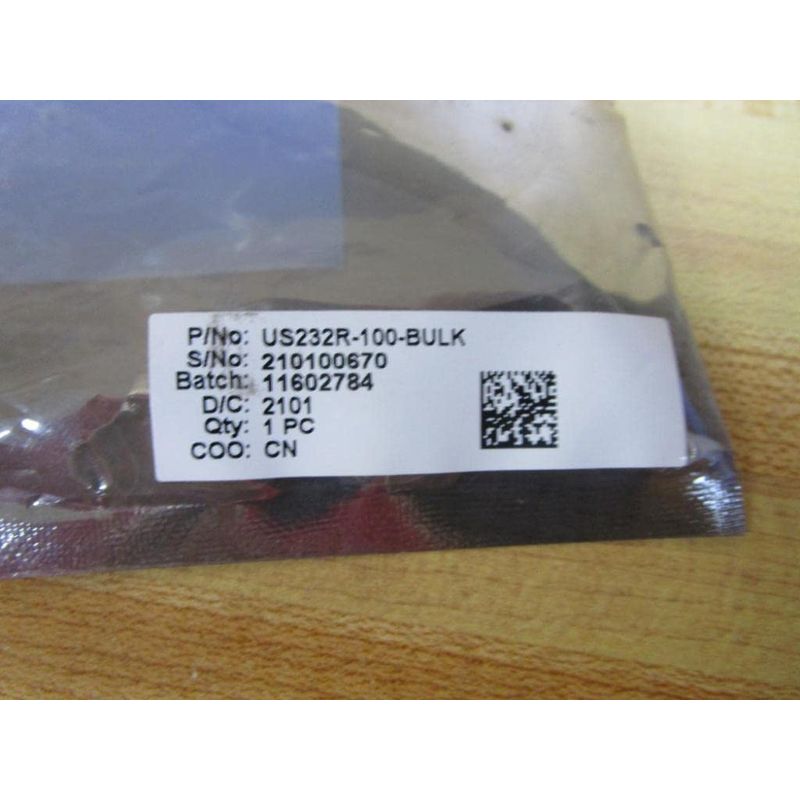 P/No: US232R-100-BULK
S/No: 210100670
Batch: 11602784
D/C: 2101
Qty: 1 PC
COO: CN